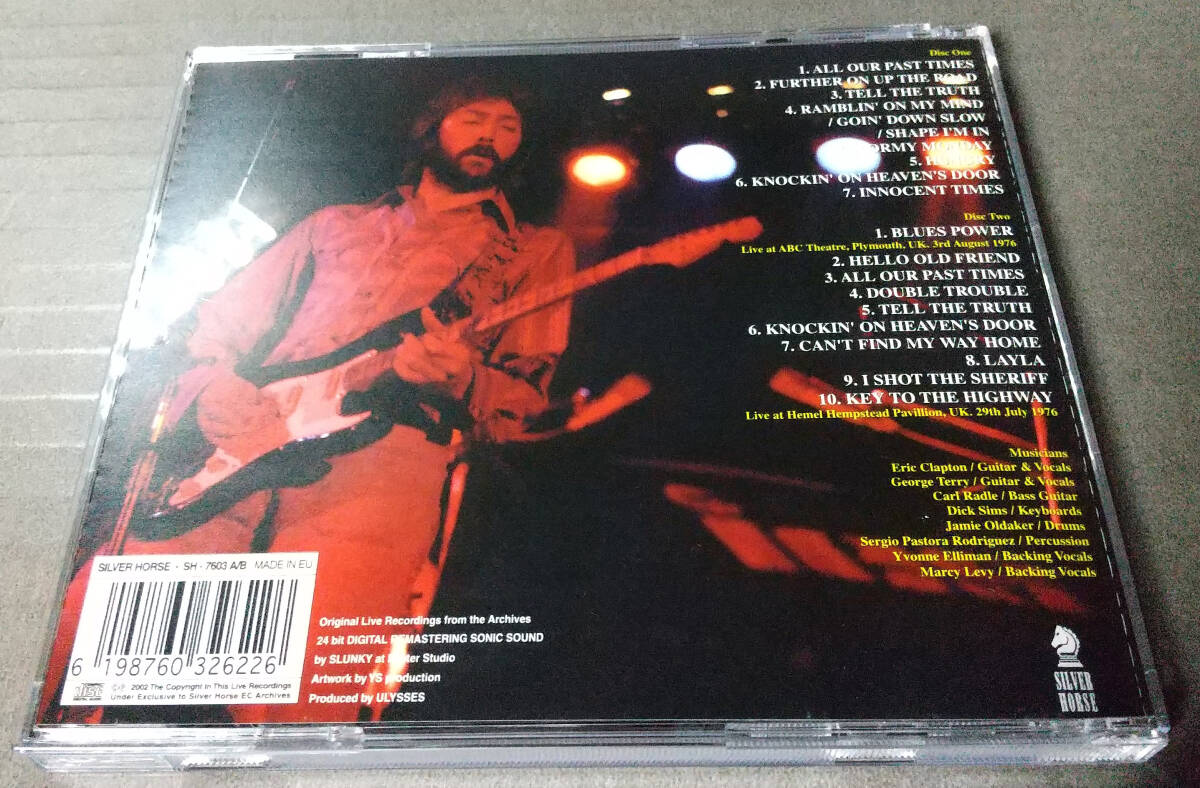 Disc One
1. ALL OUR PAST TIMES
2. FURTHER ON UP THE ROAD
3. TELL THE TRUTH
4. RAMBLIN' ON MY MIND
/ GOIN' DOWN SLOW
/ SHAPE I'M IN
MONDAY
5. HUNGRY
6. KNOCKIN' ON HEAVEN'S DOOR
7. INNOCENT TIMES
Disc Two
1. BLUES POWER
Live at ABC Theatre, Plymouth, UK. 3rd August 1976
2. HELLO OLD FRIEND
3. ALL OUR PAST TIMES
4. DOUBLE TROUBLE
5. TELL THE TRUTH
6. KNOCKIN' ON HEAVEN'S DOOR
7. CAN'T FIND MY WAY HOME
8. LAYLA
9. I SHOT THE SHERIFF
10. KEY TO THE HIGHWAY
Live at Hemel Hempstead Pavillion, UK. 29th July 1976
Musicians
Eric Clapton / Guitar & Vocals
George Terry / Guitar & Vocals
Carl Radle / Bass Guitar
Dick Sims / Keyboards
Jamie Oldaker / Drums
Sergio Pastora Rodriguez / Percussion
Yvonne Elliman / Backing Vocals
Marcy Levy / Backing Vocals
SILVER HORSE - SH - 7603 A/B MADE IN EU
6 198760 326226
2002 The Copyright In This Live Recordings
Under Exclusive to Silver Horse EC Archives
Original Live Recordings from the Archives
24 bit DIGITAL REMASTERING SONIC SOUND
by SLUNKY at Studio
Artwork by YS production
Produced by ULYSSES
SILVER
HORSE